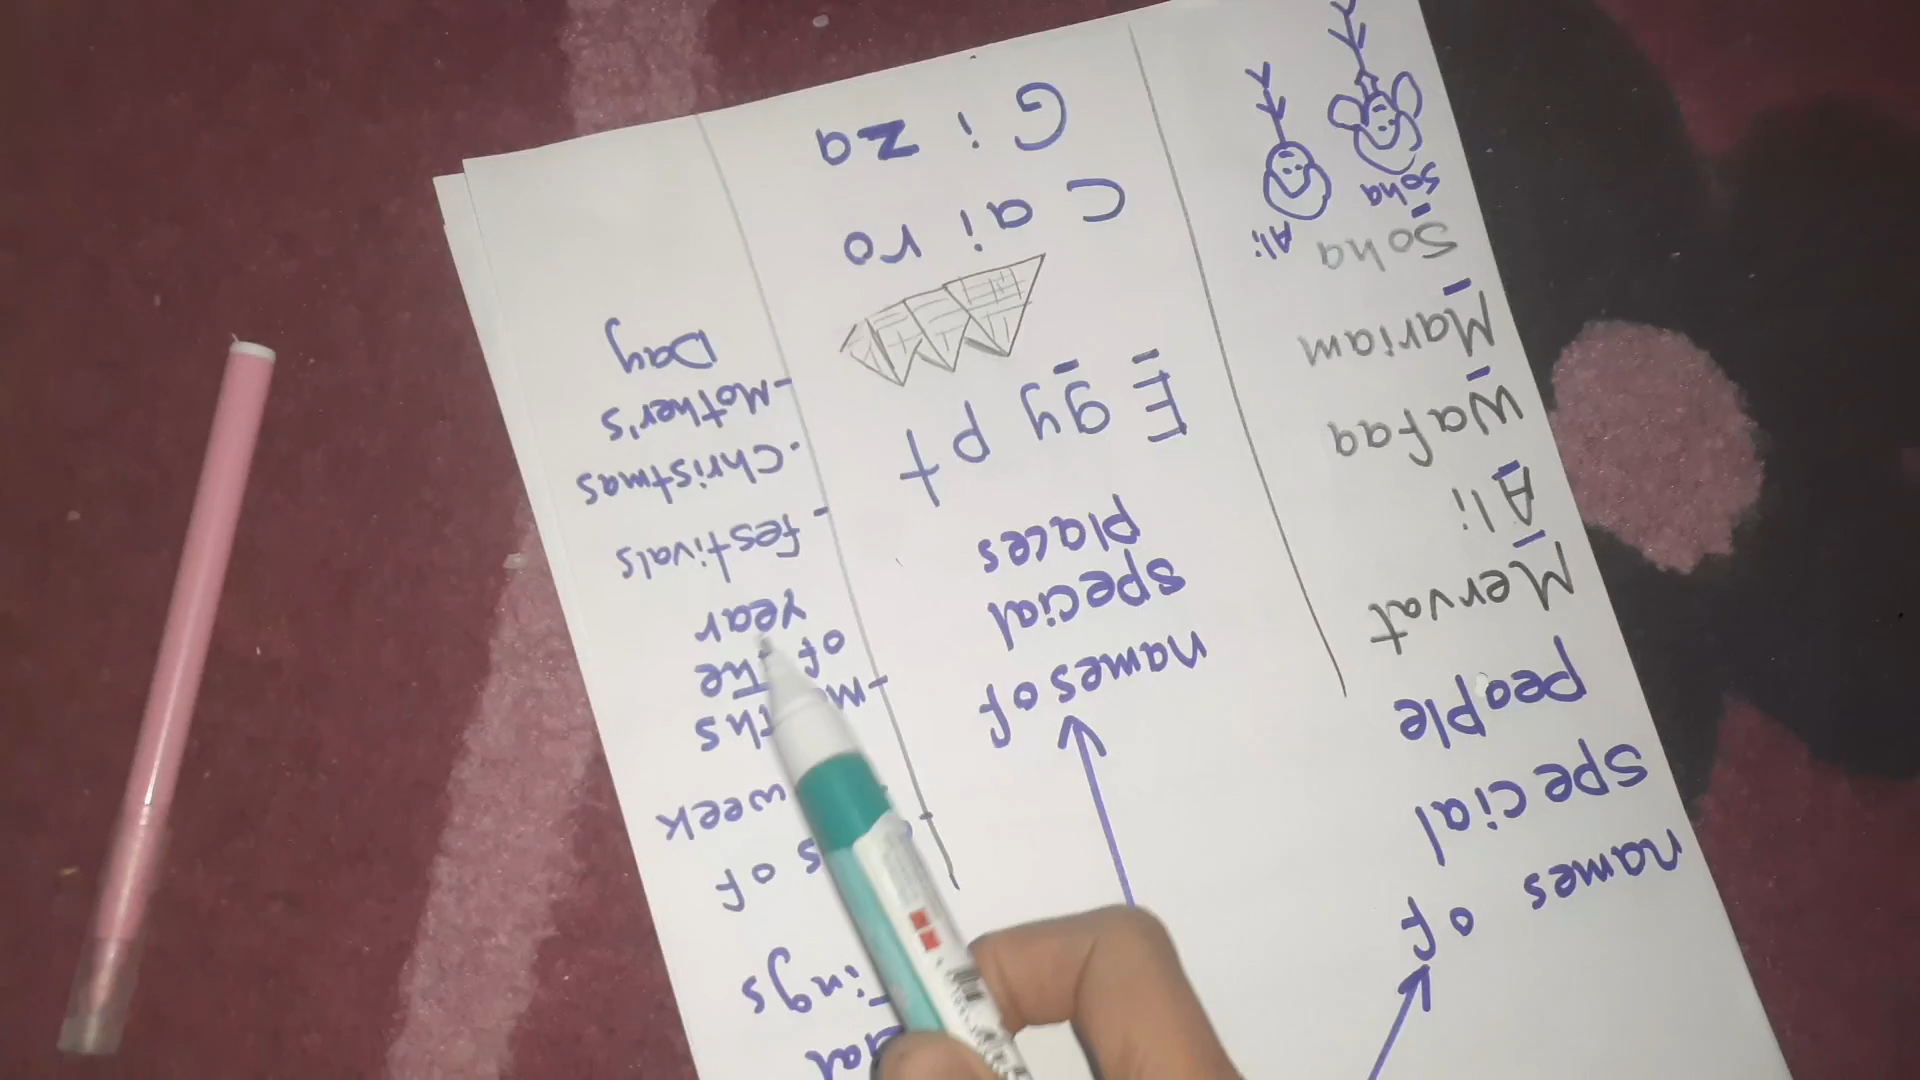 names of
special
people
Mervat
Ali
Wafaa
Mariam
Soha
Ali
Soha
names of
special
places
Egypt
Cairo
Giza
of
week
of the
year
- festivals
. Christmas
- Mother's
Day